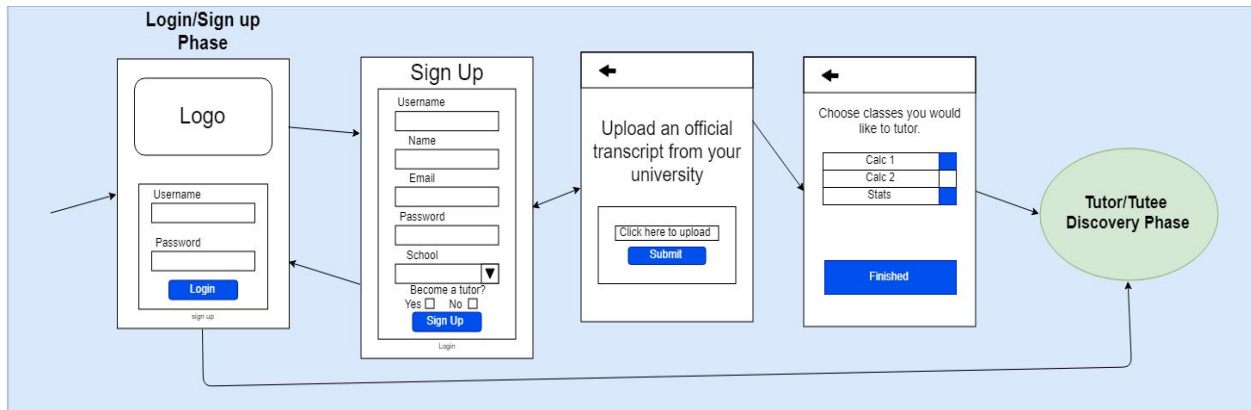 Login/Sign up
Phase
Logo
Username
Password
Login
sign up
Sign Up
Username
Name
Email
Password
School
Become a tutor?
Yes No
Sign Up
Login
Upload an official
transcript from your
university
Click here to upload
Submit
Choose classes you would
like to tutor.
Calc 1
Calc 2
Stats
Finished
Tutor/Tutee
Discovery Phase